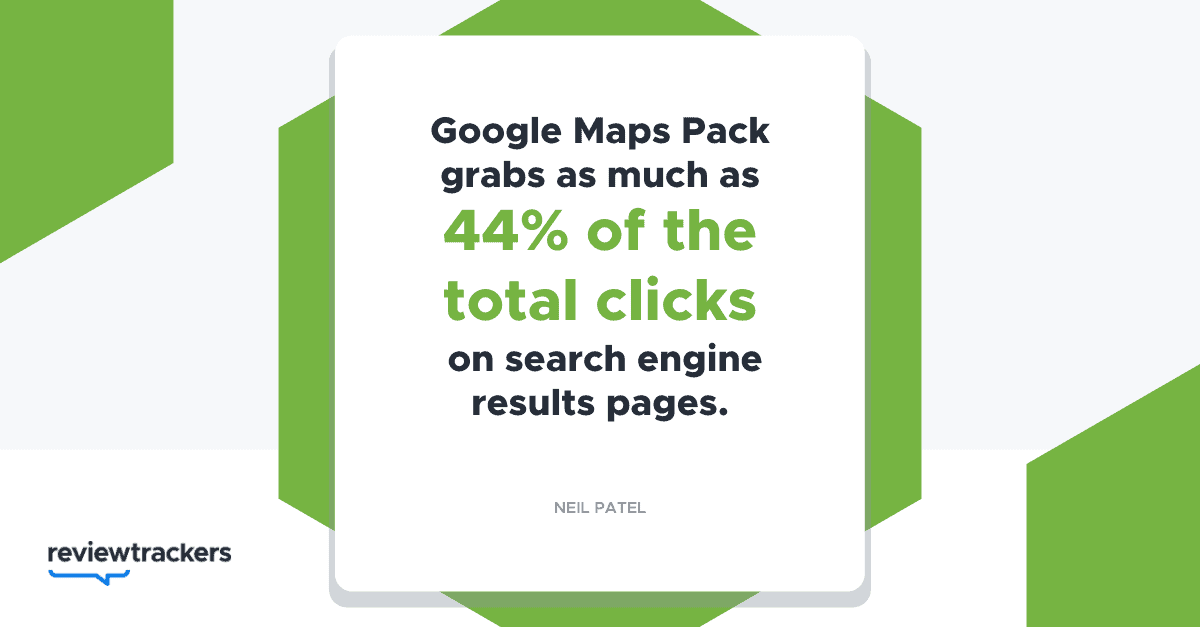 Google Maps Pack
grabs as much as
44% of the
total clicks
on search engine
results pages.
NEIL PATEL
reviewtrackers